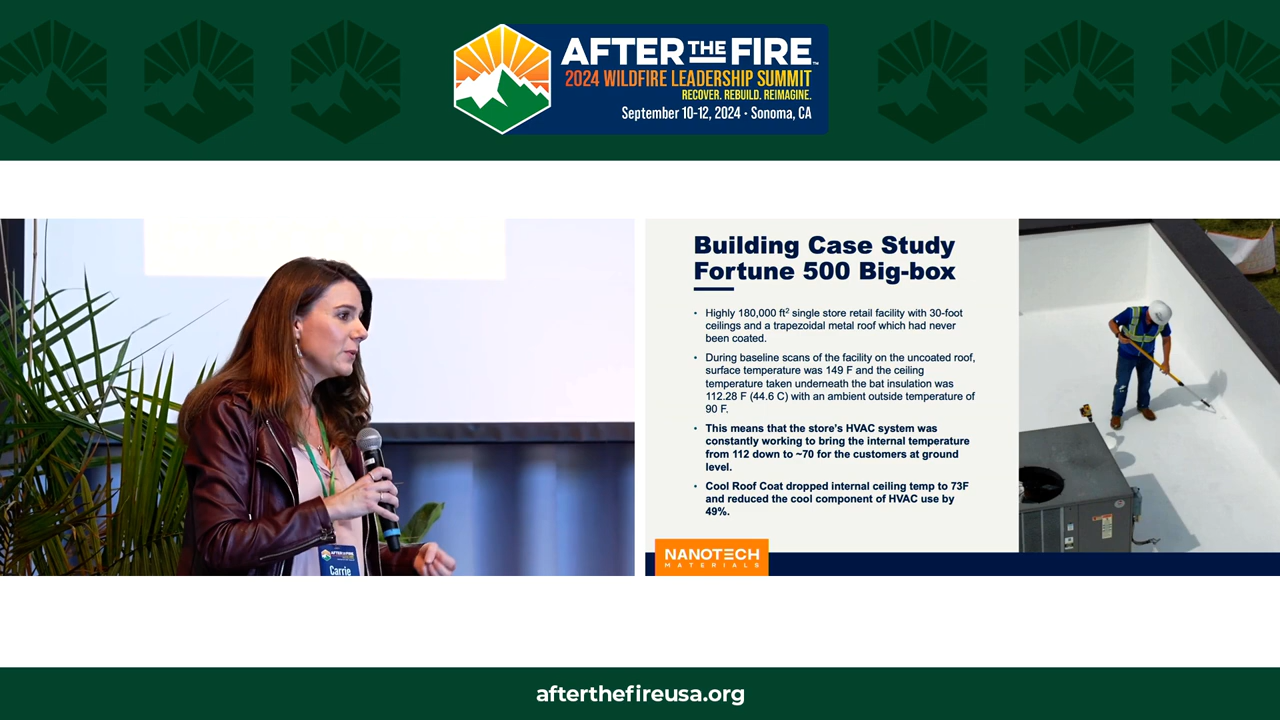 AFTER THE FIRE™
2024 WILDFIRE LEADERSHIP SUMMIT
RECOVER. REBUILD. REIMAGINE.
September 10-12, 2024 · Sonoma, CA
AFTER THE FIRE
Carrie
Building Case Study
Fortune 500 Big-box
• Highly 180,000 ft² single store retail facility with 30-foot
ceilings and a trapezoidal metal roof which had never
been coated.
• During baseline scans of the facility on the uncoated roof,
surface temperature was 149 F and the ceiling
temperature taken underneath the bat insulation was
112.28 F (44.6 C) with an ambient outside temperature of
90 F.
• This means that the store's HVAC system was
constantly working to bring the internal temperature
from 112 down to ~70 for the customers at ground
level.
• Cool Roof Coat dropped internal ceiling temp to 73F
and reduced the cool component of HVAC use by
49%.
NANOTECH
MATERIALS
afterthefireusa.org